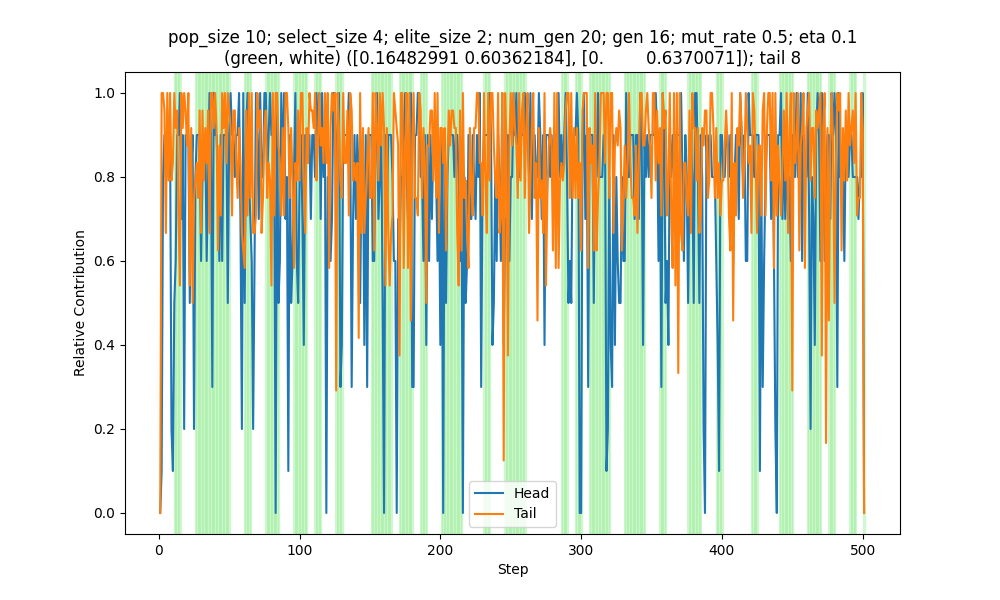 pop_size 10; select_size 4; elite_size 2; num_gen 20; gen 16; mut_rate 0.5; eta 0.1
(green, white) ([0.16482991 0.60362184], [0. 0.6370071]); tail 8
1.0
0.8
0.6
0.4
0.2
0.0
Relative Contribution
Head
Tail
0 100 200 300 400 500
Step